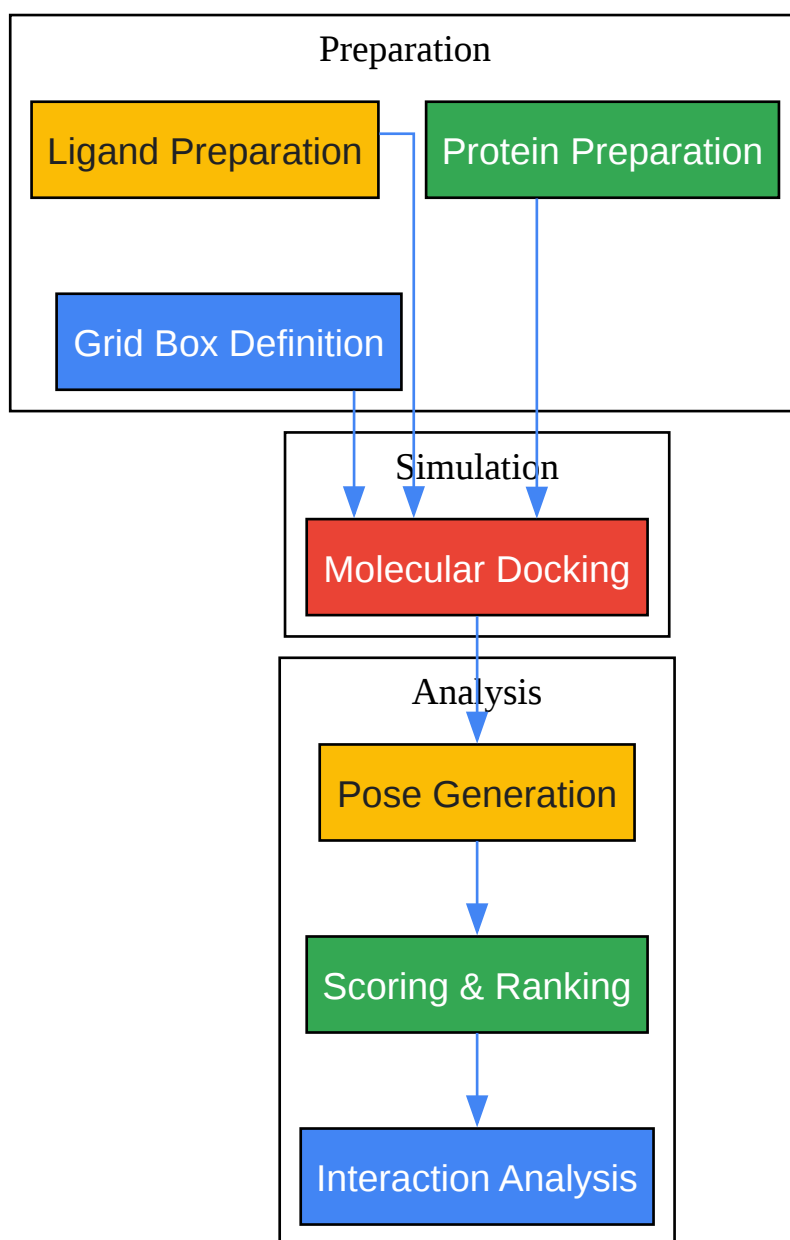 Preparation
Ligand Preparation
Protein Preparation
Grid Box Definition
Simulation
Molecular Docking
Analysis
Pose Generation
Scoring & Ranking
Interaction Analysis